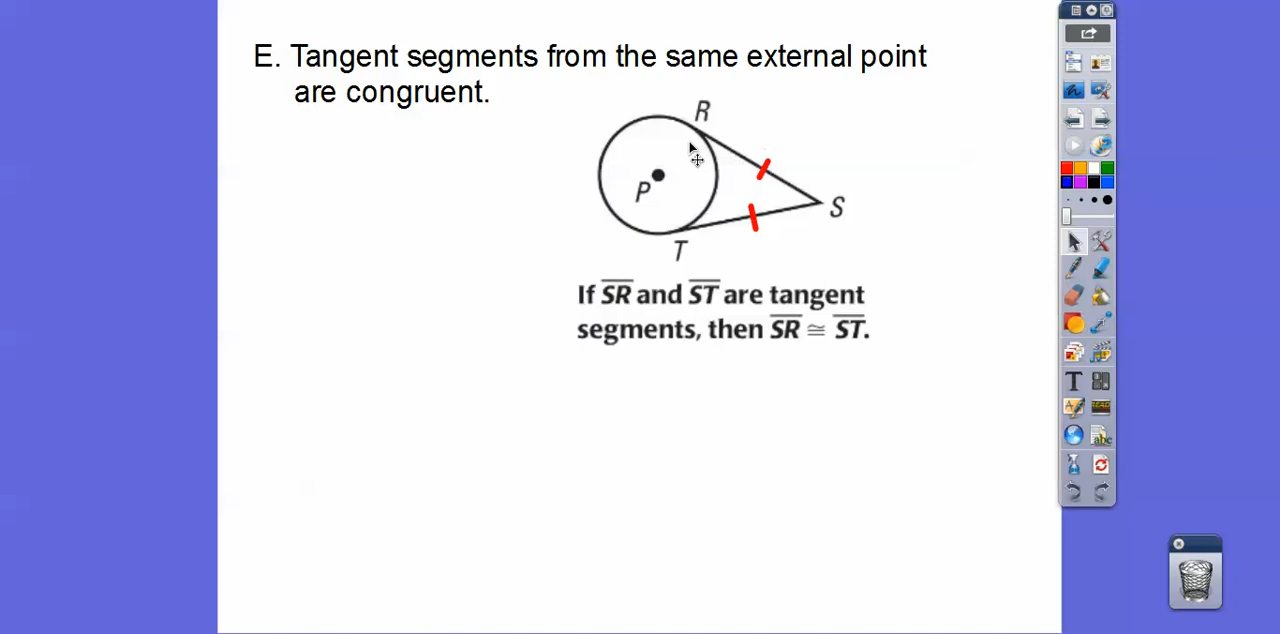 E. Tangent segments from the same external point
are congruent.
R
P
S
T
If SR and ST are tangent
segments, then SR ≅ ST.